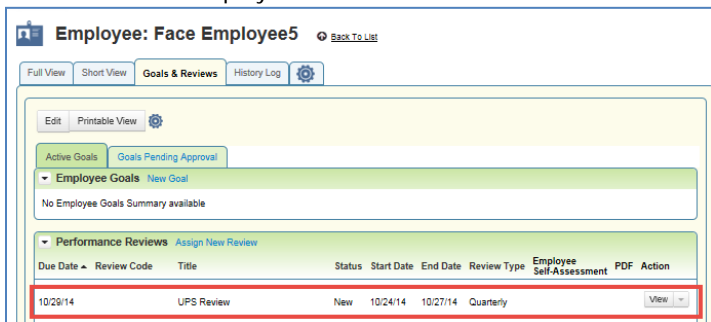 Employee: Face Employee5 Back To List
Full View Short View Goals & Reviews History Log
Edit Printable View
Active Goals Goals Pending Approval
Employee Goals New Goal
No Employee Goals Summary available
Performance Reviews Assign New Review
Due Date Review Code Title Status Start Date End Date Review Type Employee Self-Assessment PDF Action
10/29/14 UPS Review New 10/24/14 10/27/14 Quarterly View